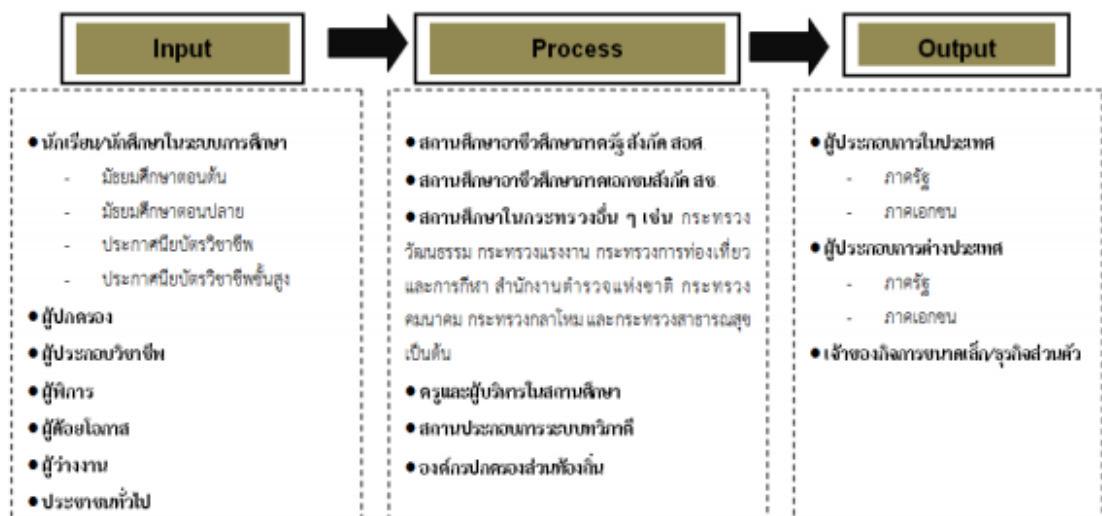 Input
Process
Output
● นักเรียน/นักศึกษาในระบบการศึกษา
- มัธยมศึกษาตอนต้น
- มัธยมศึกษาตอนปลาย
- ประกาศนียบัตรวิชาชีพ
- ประกาศนียบัตรวิชาชีพชั้นสูง
● ผู้ปกครอง
● ผู้ประกอบวิชาชีพ
● ผู้พิการ
● ผู้ด้อยโอกาส
● ผู้ว่างงาน
● ประชาชนทั่วไป
● สถานศึกษาอาชีวศึกษาภาครัฐ สังกัด สอศ.
● สถานศึกษาอาชีวศึกษาภาคเอกชนสังกัด สช.
● สถานศึกษาในกระทรวงอื่น ๆ เช่น กระทรวง
วัฒนธรรม กระทรวงแรงงาน กระทรวงการท่องเที่ยว
และการกีฬา สำนักงานตำรวจแห่งชาติ กระทรวง
คมนาคม กระทรวงกลาโหม และกระทรวงสาธารณสุข
เป็นต้น
● ครูและผู้บริหารในสถานศึกษา
● สถานประกอบการระบบทวิภาคี
● องค์กรปกครองส่วนท้องถิ่น
● ผู้ประกอบการในประเทศ
- ภาครัฐ
- ภาคเอกชน
● ผู้ประกอบการต่างประเทศ
- ภาครัฐ
- ภาคเอกชน
● เจ้าของกิจการขนาดเล็ก/ธุรกิจส่วนตัว